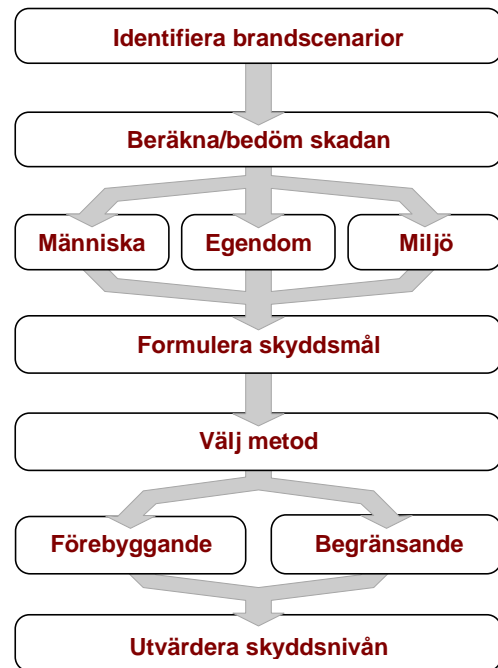 Identifiera brandscenarior
Beräkna/bedöm skadan
Människa
Egendom
Miljö
Formulera skyddsmål
Välj metod
Förebyggande
Begränsande
Utvärdera skyddsnivån